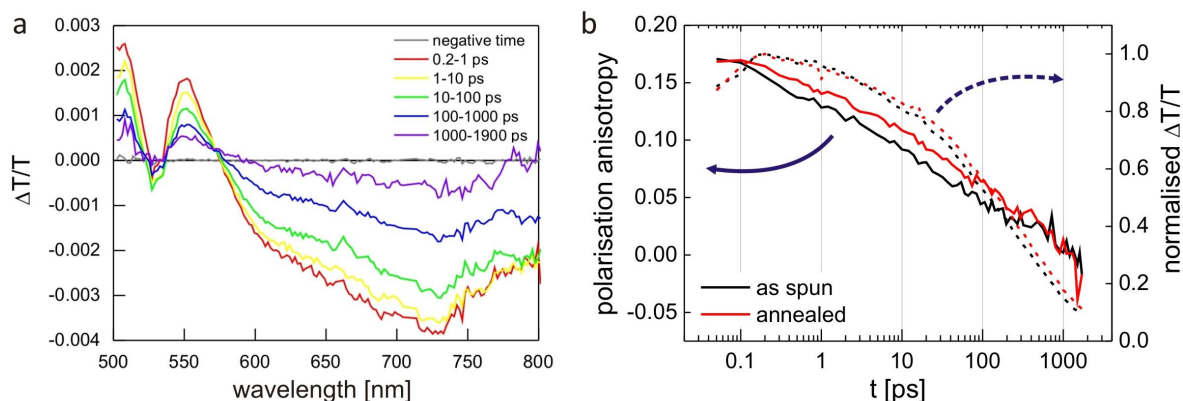 a
0.003
0.002
0.001
0.000
-0.001
-0.002
-0.003
-0.004
ΔT/T
500
550
600
650
700
750
800
wavelength [nm]
negative time
0.2-1 ps
1-10 ps
10-100 ps
100-1000 ps
1000-1900 ps
b
0.20
0.15
0.10
0.05
0.00
-0.05
polarisation anisotropy
0.1
1
10
100
1000
t [ps]
as spun
annealed
1.0
0.8
0.6
0.4
0.2
0.0
normalised ΔT/T